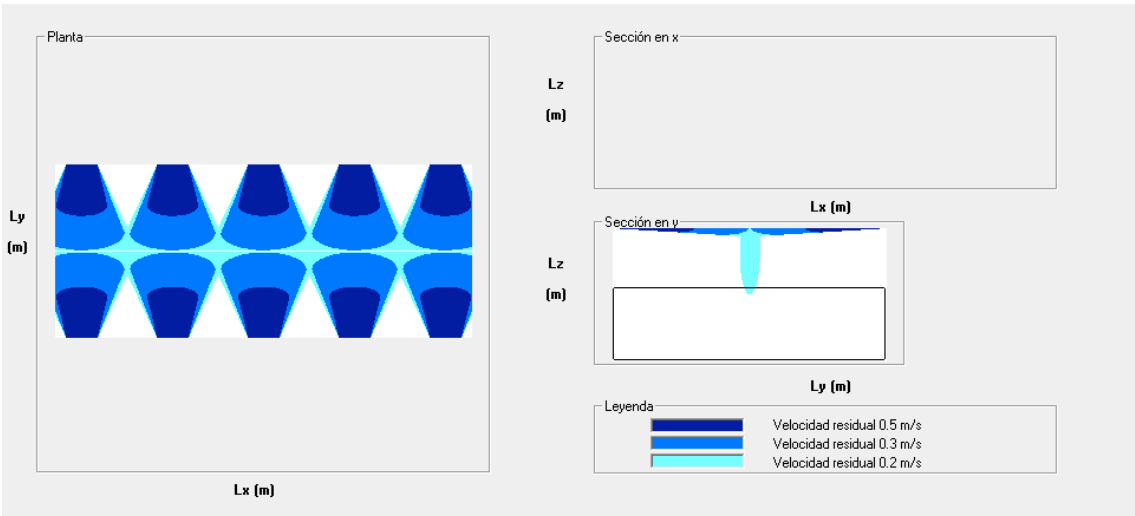 Planta
Ly
(m)
Lx (m)
Sección en x
Lz
(m)
Lx (m)
Sección en y
Lz
(m)
Ly (m)
Leyenda
Velocidad residual 0.5 m/s
Velocidad residual 0.3 m/s
Velocidad residual 0.2 m/s